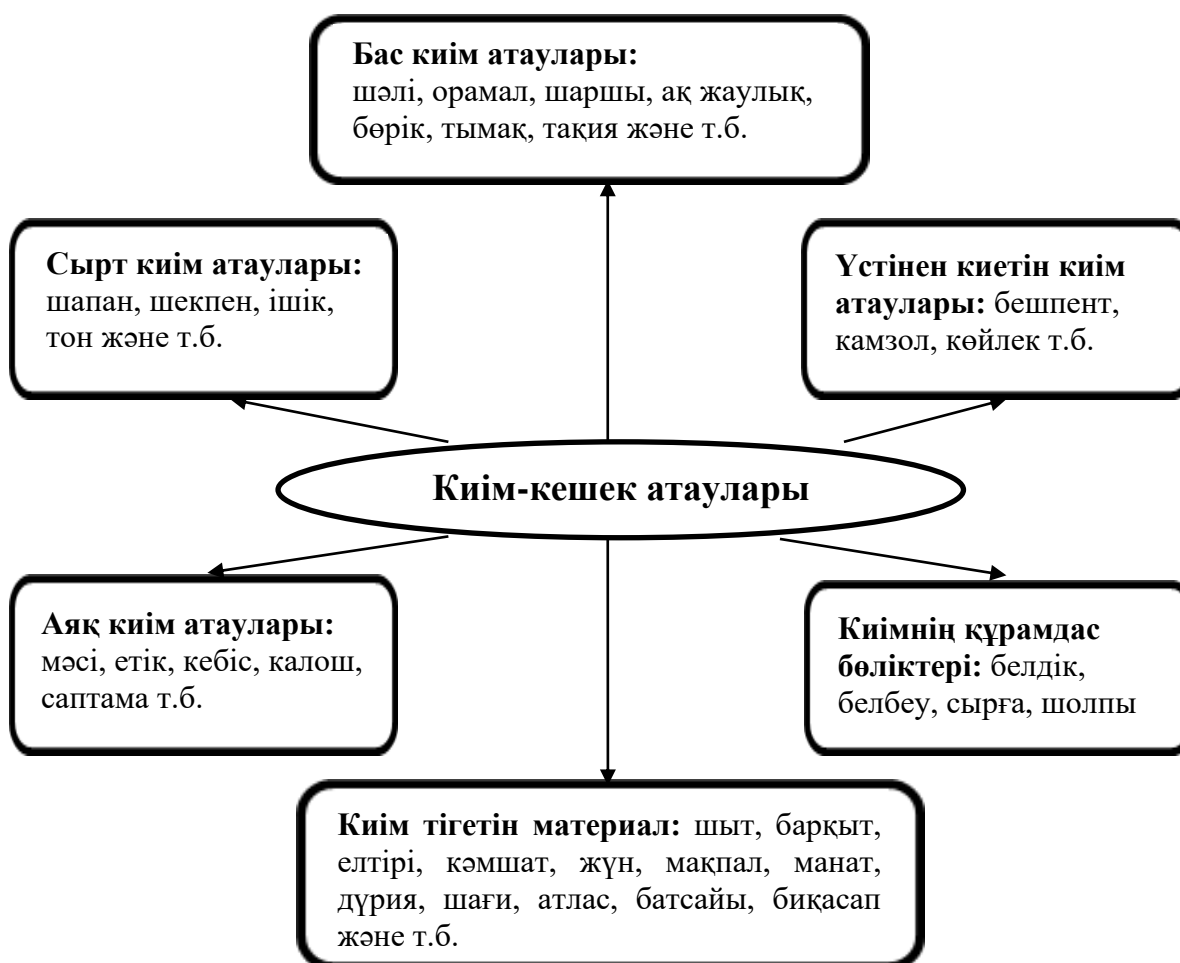 Бас киім атаулары:
шәлі, орамал, шаршы, ақ жаулық,
бөрік, тымақ, тақия және т.б.
Сырт киім атаулары:
шапан, шекпен, ішік,
тон және т.б.
Үстінен киетін киім
атаулары: бешпент,
камзол, көйлек т.б.
Киім-кешек атаулары
Аяқ киім атаулары:
мәсі, етік, кебіс, калош,
саптама т.б.
Киімнің құрамдас
бөліктері: белдік,
белбеу, сырға, шолпы
Киім тігетін материал: шыт, барқыт,
елтірі, кәмшат, жүн, мақпал, манат,
дүрия, шағи, атлас, батсайы, биқасап
және т.б.